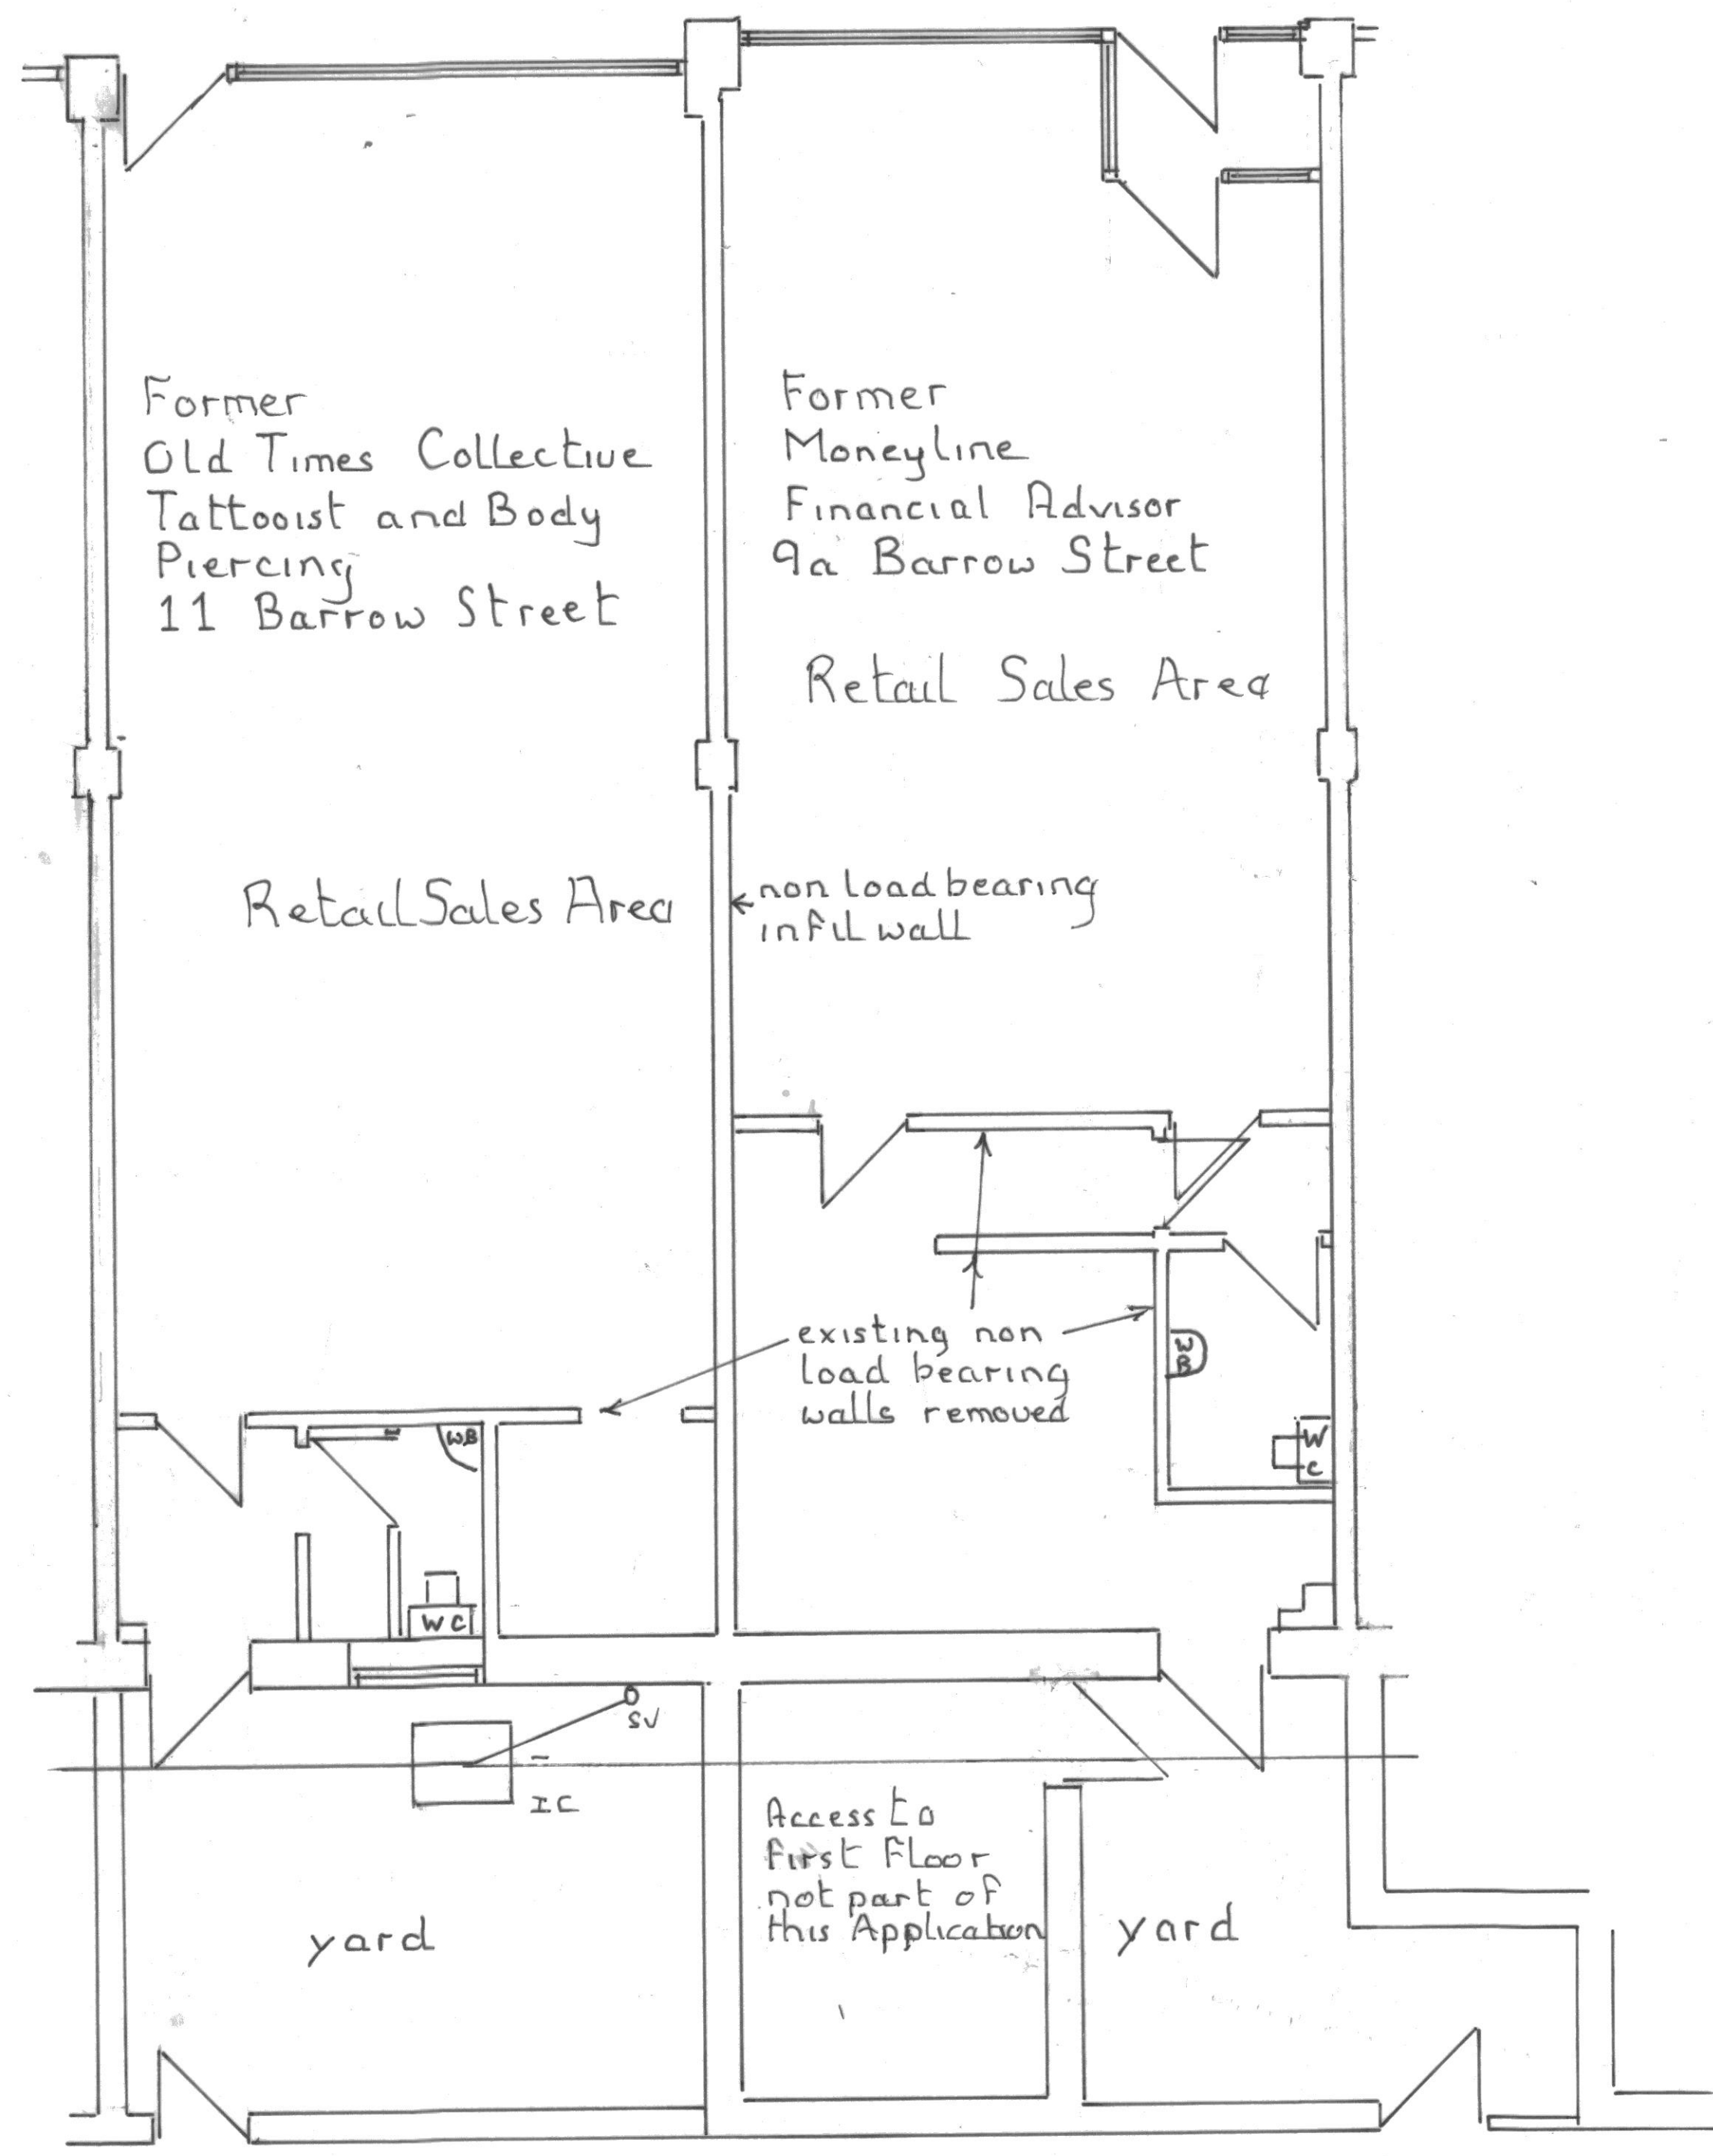 Former
Old Times Collective
Tattooist and Body
Piercing
11 Barrow Street
Former
Moneyline
Financial Advisor
9a Barrow Street
Retail Sales Area
Retail Sales Area
non load bearing
infil wall
existing non
load bearing
walls removed
WB
WC
W
B
W
C
SV
IC
Access to
first Floor
not part of
this Application
yard
yard